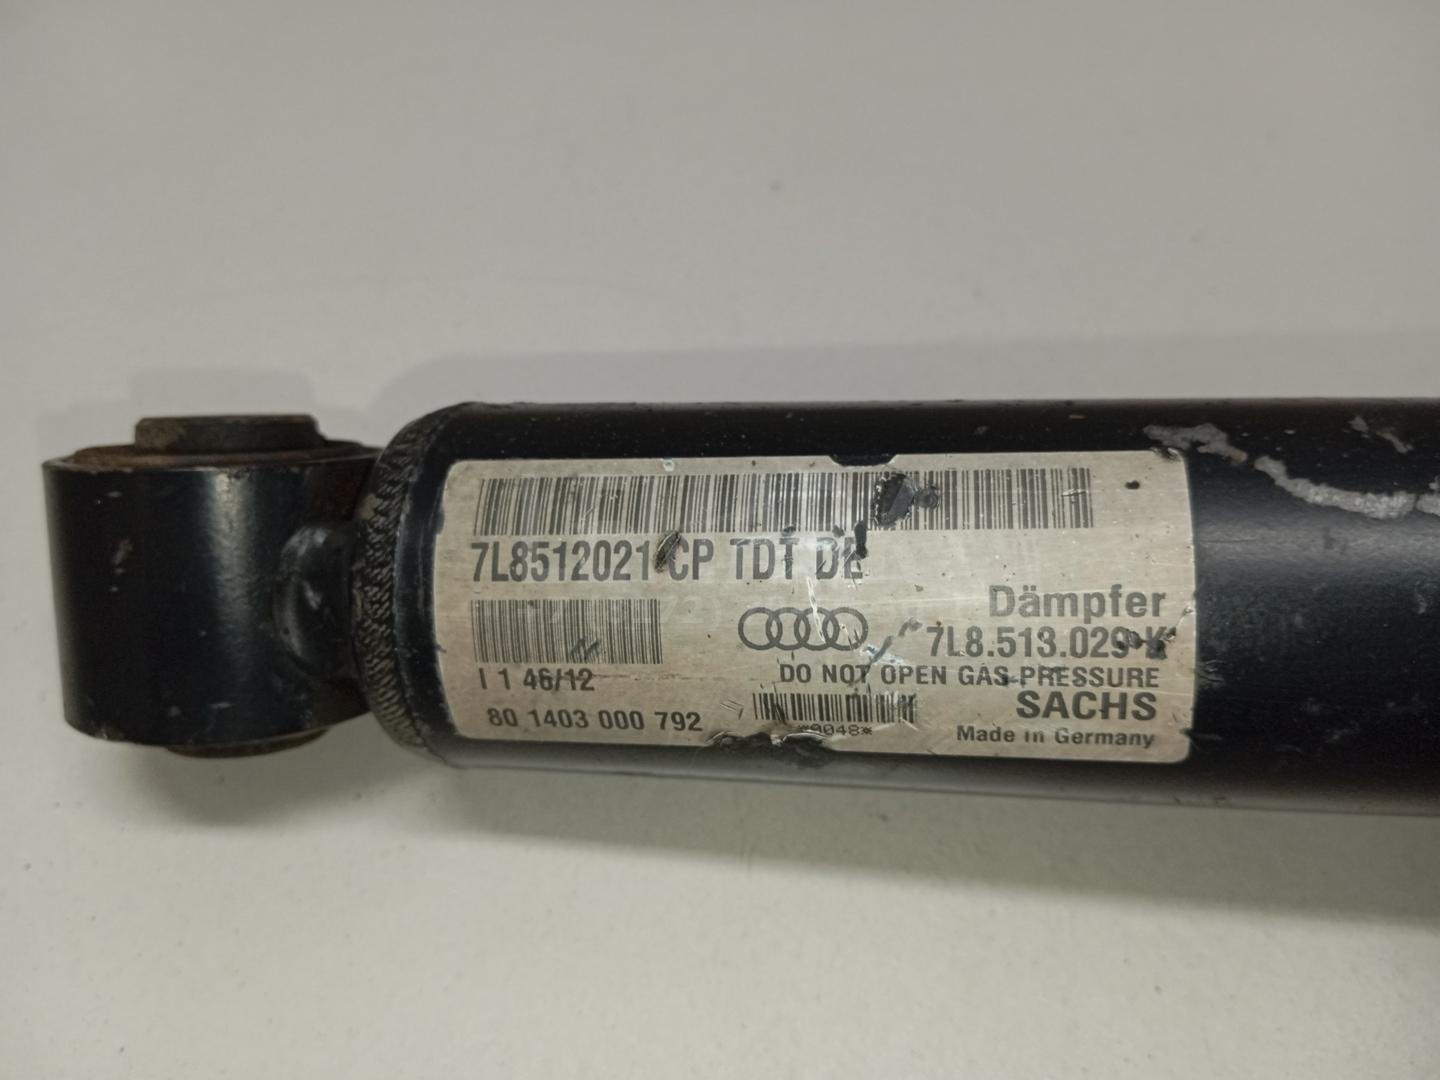 7L8512021 CP TDT DE
Dämpfer
7L8.513.029
DO NOT OPEN GAS PRESSURE
I 1 46/12
SACHS
80 1403 000 792
*0048*
Made in Germany